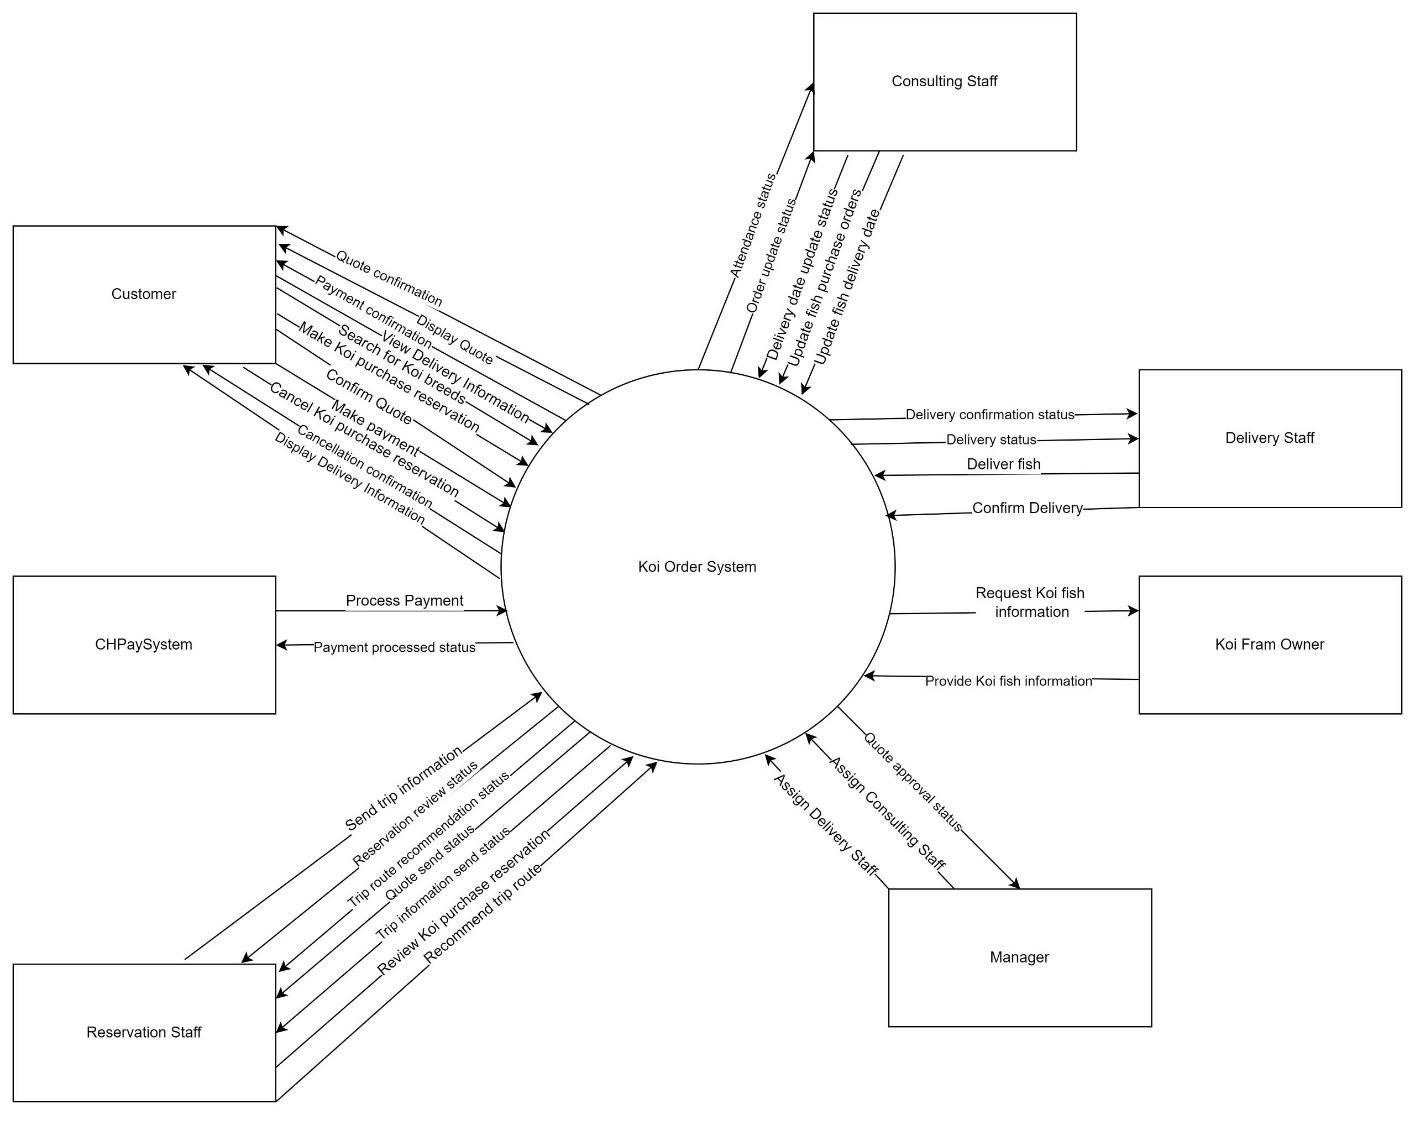 Consulting Staff
Attendance status
Order update status
Delivery date update status
Update fish purchase orders
Update fish delivery date
Customer
Quote confirmation
Display Quote
Payment confirmation
View Delivery Information
Search for Koi breeds
Make Koi purchase reservation
Confirm Quote
Make payment
Cancel Koi purchase reservation
Cancellation confirmation
Display Delivery Information
Delivery confirmation status
Delivery status
Deliver fish
Confirm Delivery
Delivery Staff
Koi Order System
Process Payment
Payment processed status
CHPaySystem
Request Koi fish
information
Provide Koi fish information
Koi Fram Owner
Send trip information
Reservation review status
Trip route recommendation status
Quote send status
Trip information send status
Review Koi purchase reservation
Recommend trip route
Quote approval status
Assign Consulting Staff
Assign Delivery Staff
Manager
Reservation Staff